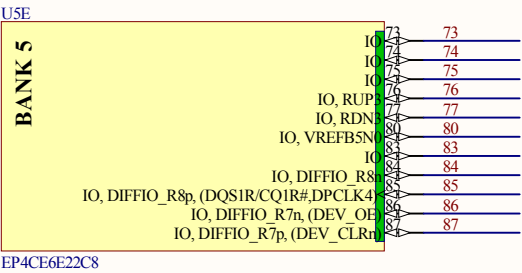 U5E
BANK 5
IO 73 73
IO 74 74
IO 75 75
IO, RUP3 76 76
IO, RDN3 77 77
IO, VREFB5N0 80 80
IO 83 83
IO, DIFFIO_R8n 84 84
IO, DIFFIO_R8p, (DQS1R/CQ1R#,DPCLK4) 85 85
IO, DIFFIO_R7n, (DEV_OE) 86 86
IO, DIFFIO_R7p, (DEV_CLRn) 87 87
EP4CE6E22C8